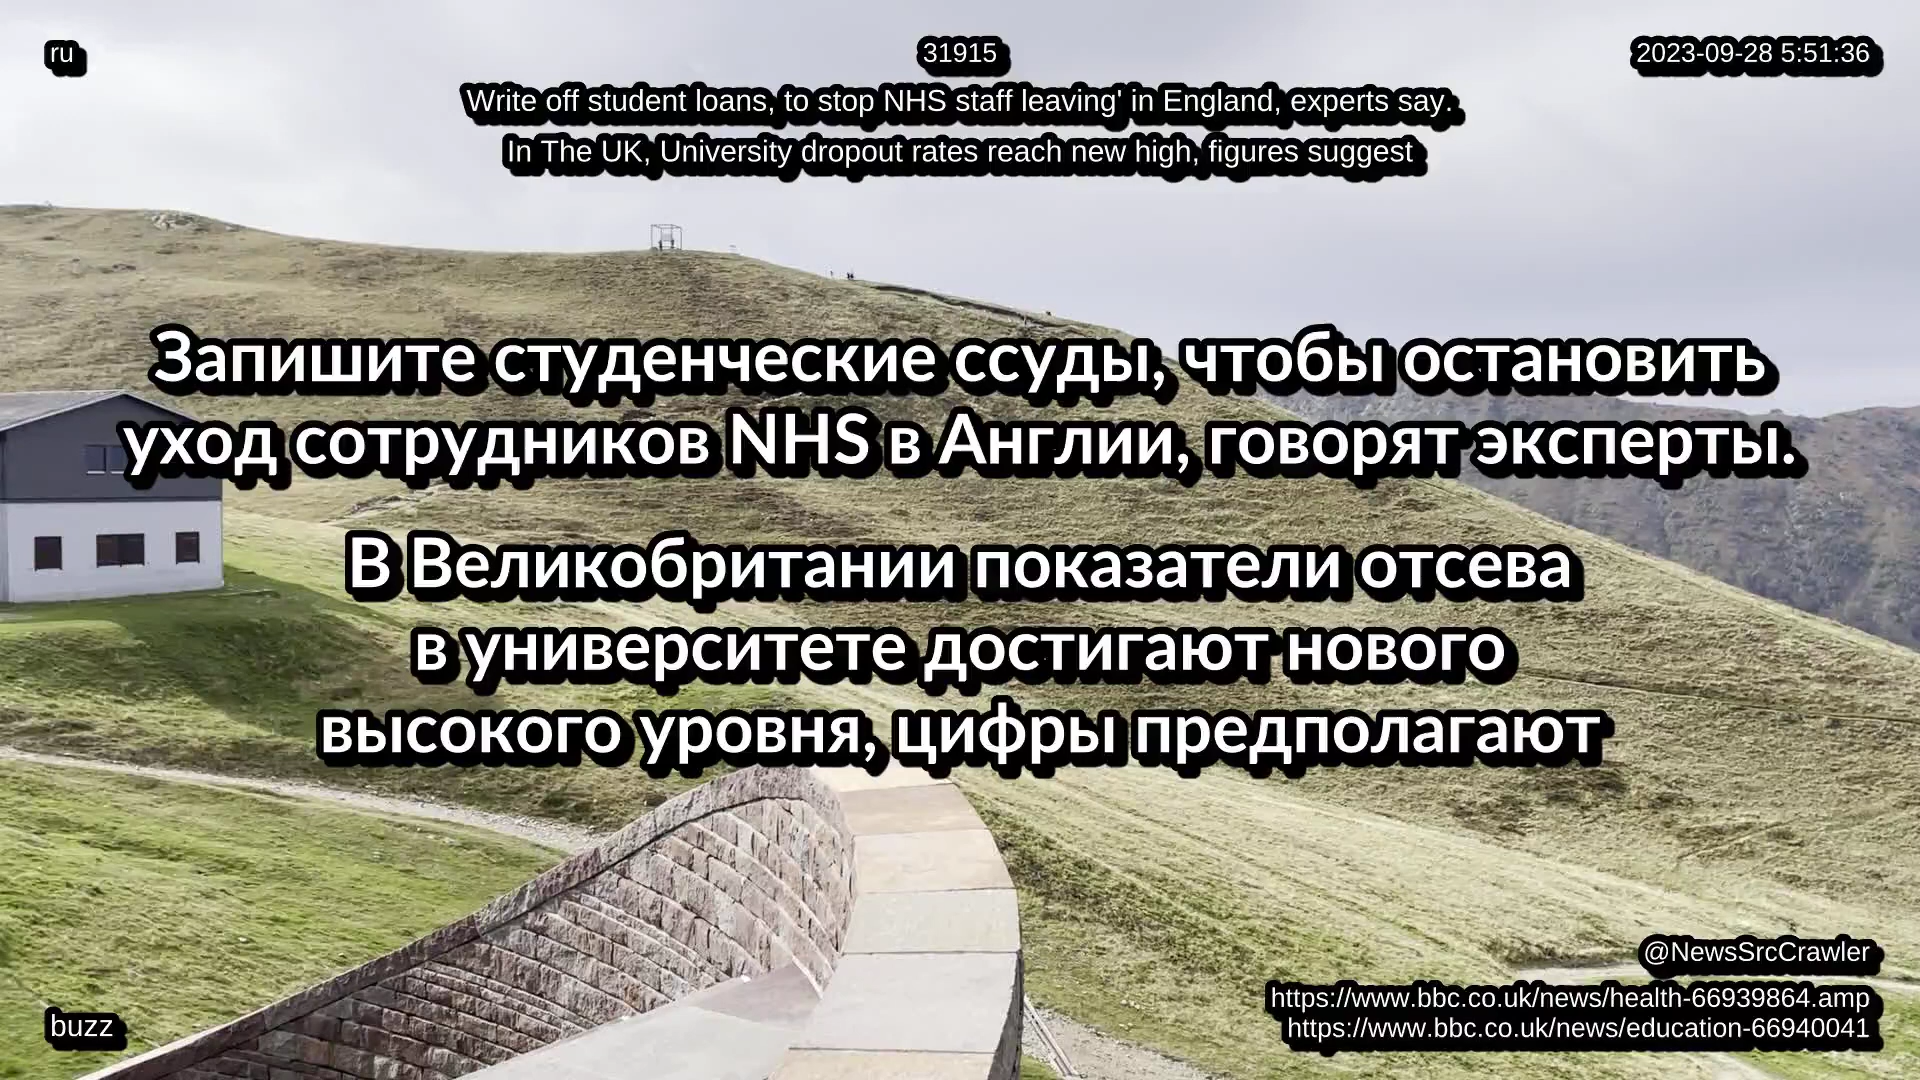 ru
31915
2023-09-28 5:51:36
'Write off student loans, to stop NHS staff leaving' in England, experts say.
In The UK, University dropout rates reach new high, figures suggest
Запишите студенческие ссуды, чтобы остановить
уход сотрудников NHS в Англии, говорят эксперты.
В Великобритании показатели отсева
в университете достигают нового
высокого уровня, цифры предполагают
@NewsSrcCrawler
https://www.bbc.co.uk/news/health-66939864.amp
https://www.bbc.co.uk/news/education-66940041
buzz